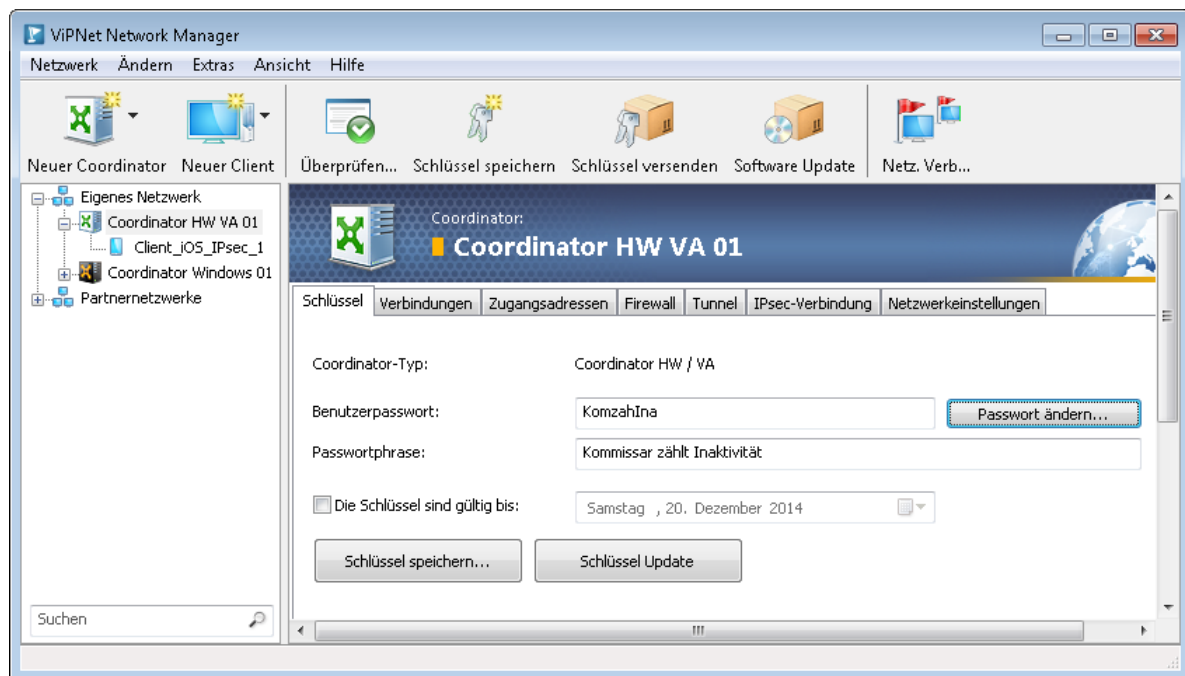 ViPNet Network Manager
Netzwerk Ändern Extras Ansicht Hilfe
Neuer Coordinator Neuer Client Überprüfen... Schlüssel speichern Schlüssel versenden Software Update Netz. Verb...
Eigenes Netzwerk
Coordinator HW VA 01
Client_iOS_IPsec_1
Coordinator Windows 01
Partnernetzwerke
Suchen
Coordinator:
Coordinator HW VA 01
Schlüssel Verbindungen Zugangsadressen Firewall Tunnel IPsec-Verbindung Netzwerkeinstellungen
Coordinator-Typ: Coordinator HW / VA
Benutzerpasswort: KomzahIna Passwort ändern...
Passwortphrase: Kommissar zählt Inaktivität
Die Schlüssel sind gültig bis: Samstag , 20. Dezember 2014
Schlüssel speichern... Schlüssel Update